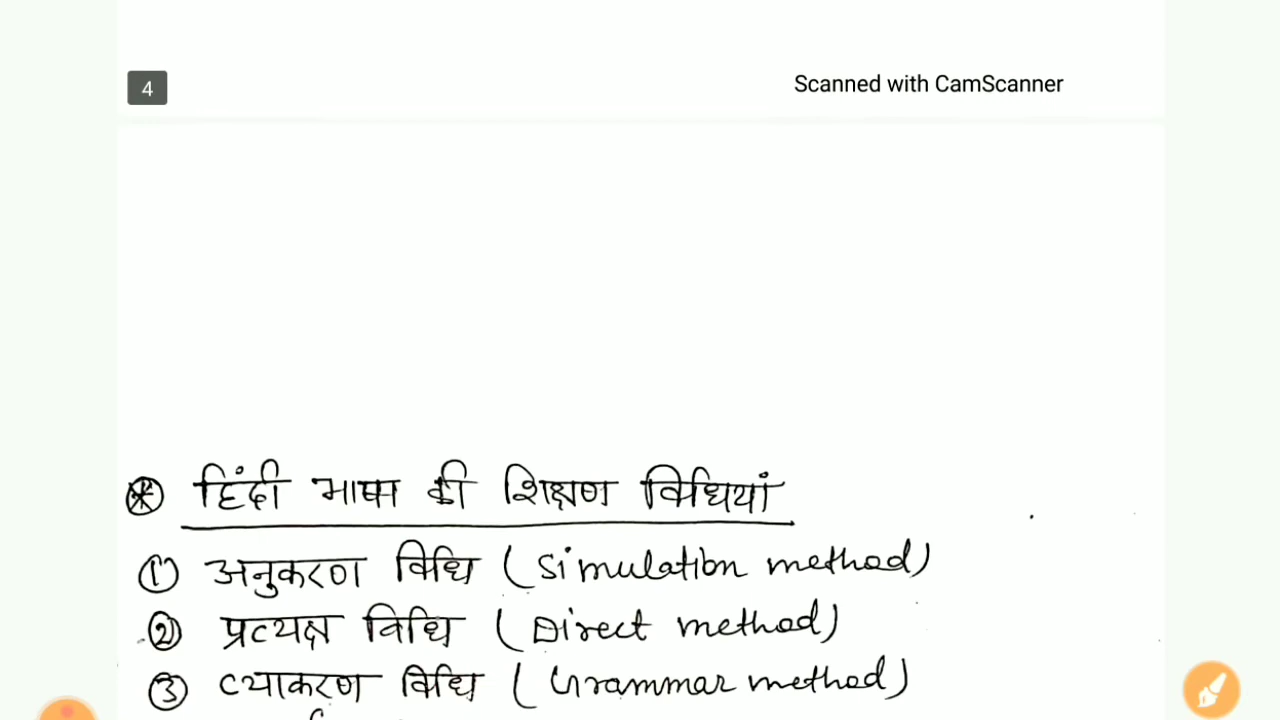 4
Scanned with CamScanner
हिंदी भाषा की शिक्षण विधियां
① अनुकरण विधि (Simulation method)
② प्रत्यक्ष विधि (Direct method)
③ व्याकरण विधि (Grammar method)